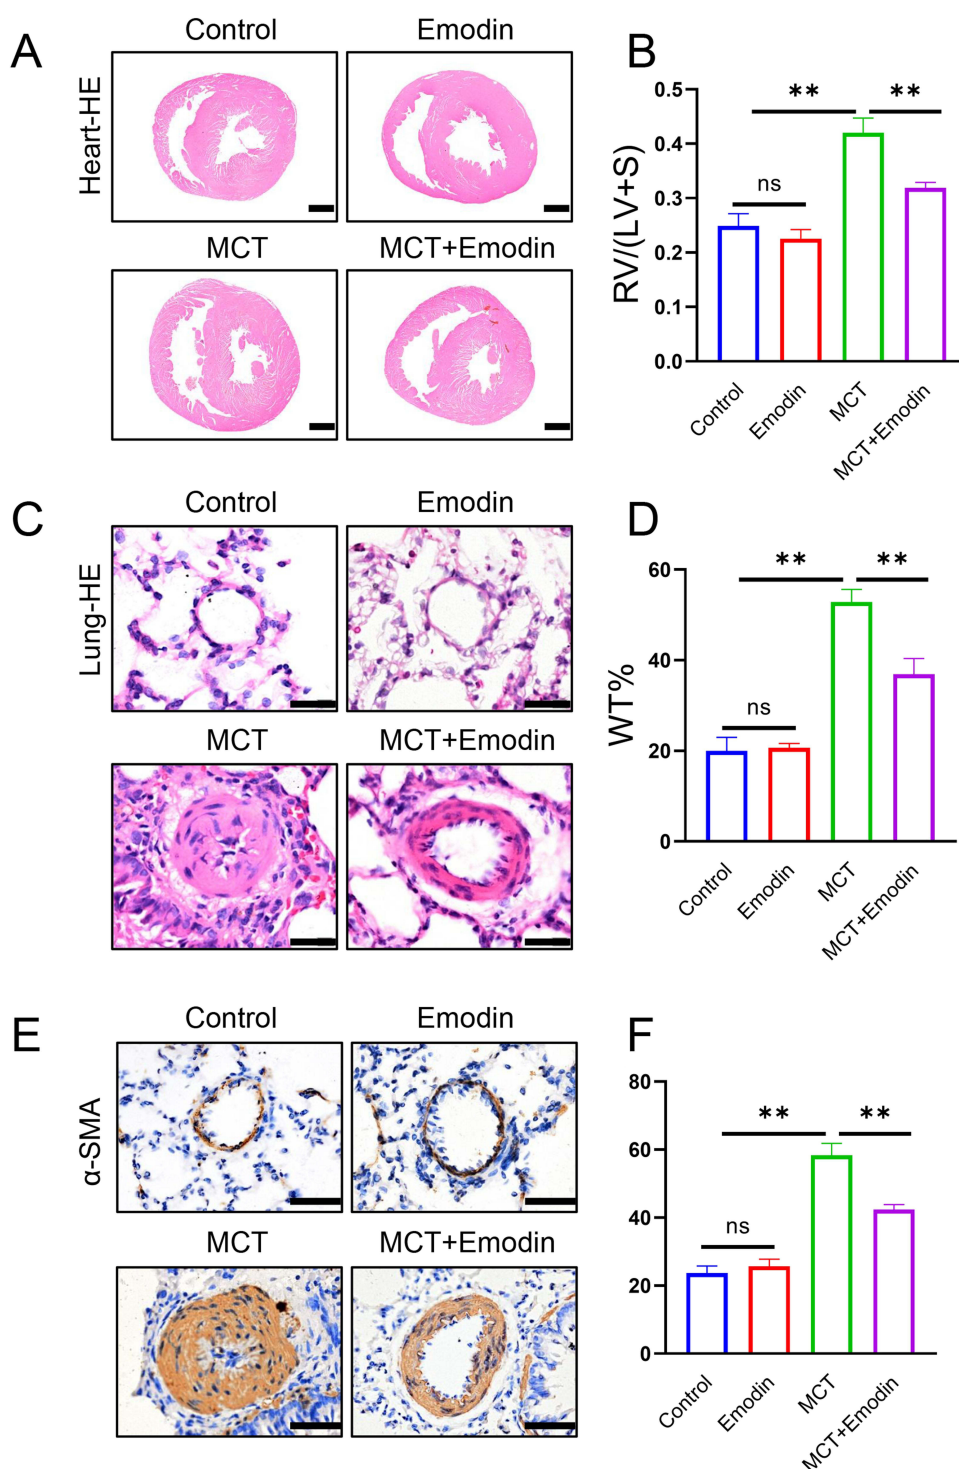 A
Control
Emodin
Heart-HE
MCT
MCT+Emodin
B
RV/(LV+S)
0.5
0.4
0.3
0.2
0.1
0.0
**
**
ns
Control
Emodin
MCT
MCT+Emodin
C
Control
Emodin
Lung-HE
MCT
MCT+Emodin
D
WT%
60
40
20
0
**
**
ns
Control
Emodin
MCT
MCT+Emodin
E
Control
Emodin
α-SMA
MCT
MCT+Emodin
F
80
60
40
20
0
**
**
ns
Control
Emodin
MCT
MCT+Emodin